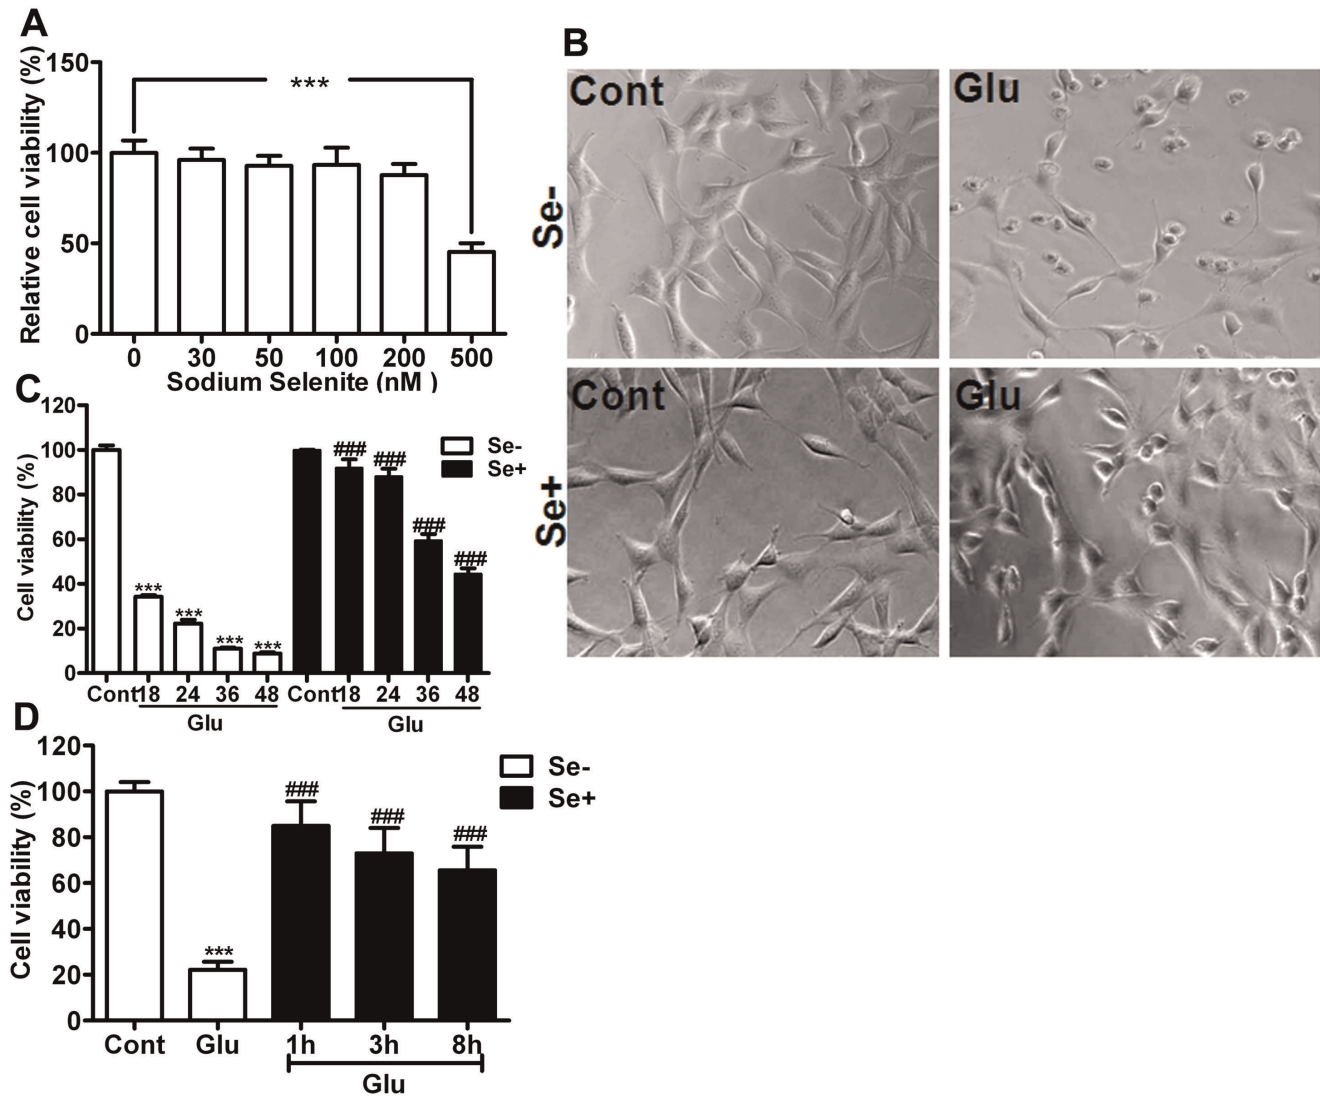 A
Relative cell viability (%)
150
100
50
0
***
0 30 50 100 200 500
Sodium Selenite (nM )
B
Cont Glu
Se-
Cont Glu
Se+
C
Cell viability (%)
120
100
80
60
40
20
0
*** *** *** ***
### ### ### ###
Se-
Se+
Cont 18 24 36 48 Cont 18 24 36 48
Glu Glu
D
Cell viability (%)
120
100
80
60
40
20
0
***
### ### ###
Se-
Se+
Cont Glu 1h 3h 8h
Glu